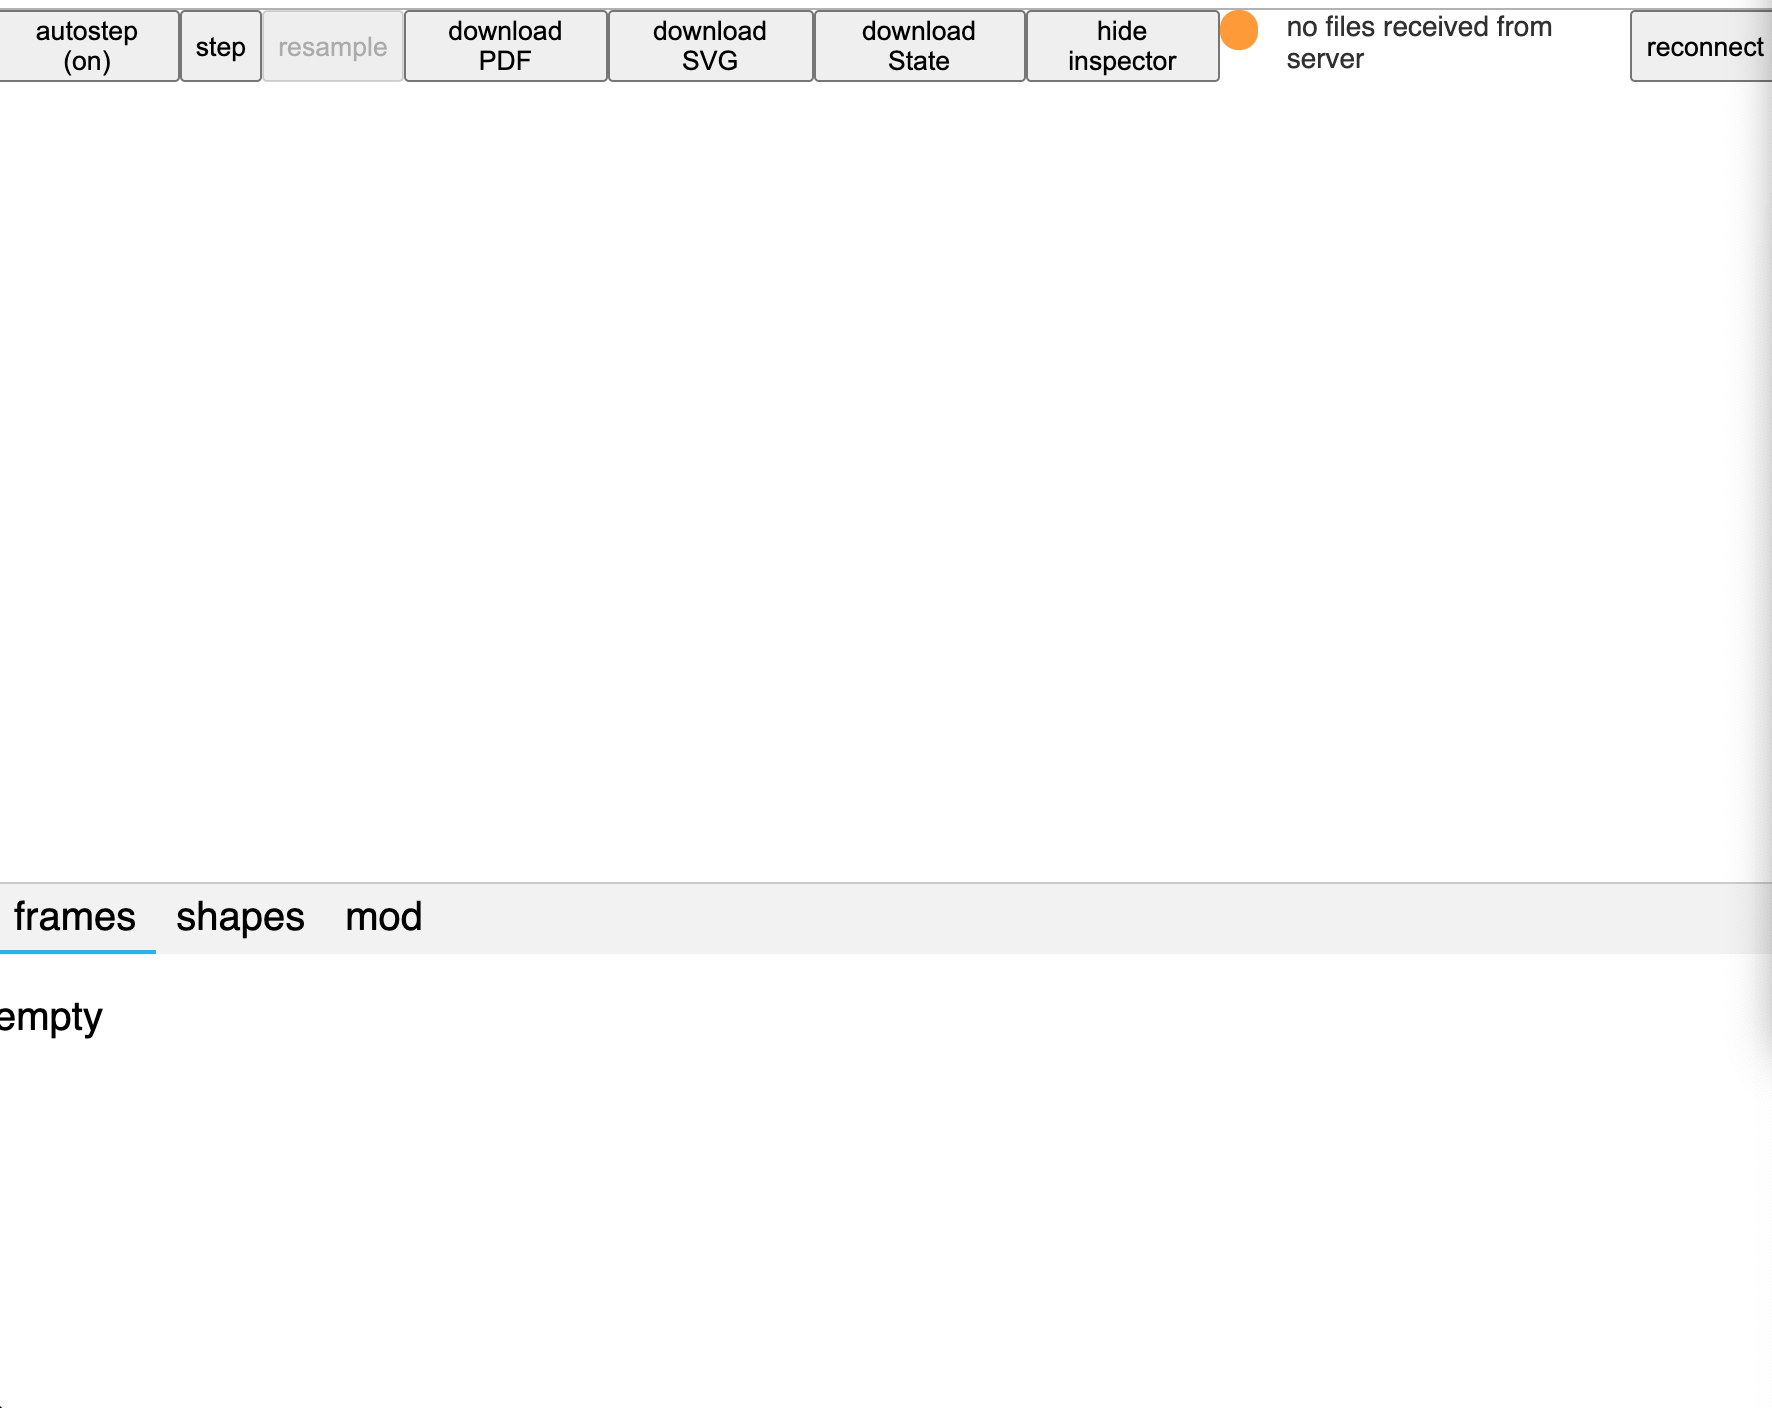 autostep
(on)
step
resample
download
PDF
download
SVG
download
State
hide
inspector
no files received from
server
reconnect
frames
shapes
mod
empty